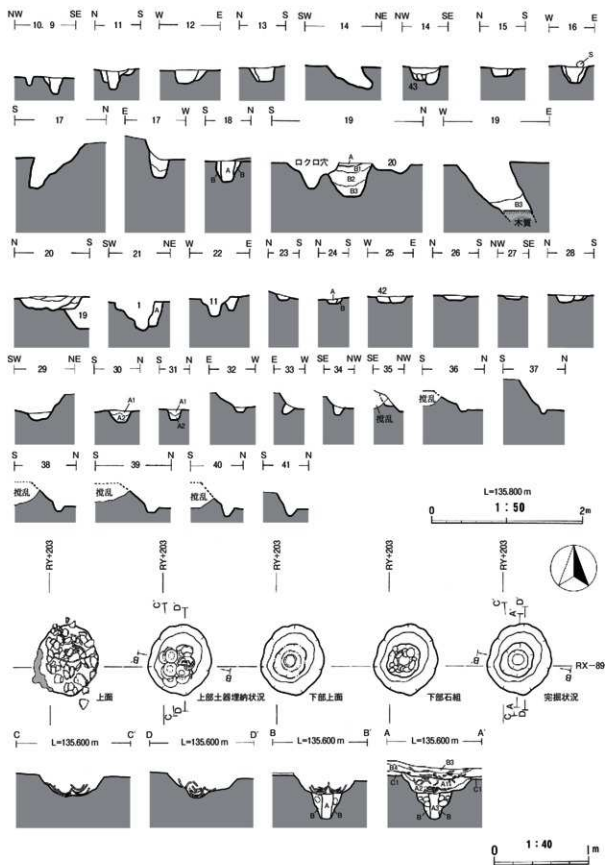 NW SE N S W E N S SW NE NW SE N S W E
10. 9 11 12 13 14 14 15 16
S
43
S N E W S N S N W E
17 17 18 19 19
ロクロ穴 A 20
B1
A B2
B B B3 B3
木質
N S SW NE W E N S N S W E N S NW SE N S
20 21 22 23 24 25 26 27 28
A
1 A 11 42
19 B
SW NE S N S N E W E W SE NW SE NW S N S N
29 30 31 32 33 34 35 36 37
A1 A1
A2 A2
撹乱 撹乱
S N S N S N S N
38 39 40 41
撹乱 撹乱 撹乱
L=135.800 m
1：50
0 2m
RY+203 RY+203 RY+203 RY+203 RY+203
C' D' A' D'
B B' B B' RX-89
C D C A D
上面 上部土器埋納状況 下部上面 下部石組 完掘状況
C C' D D' B B' A A'
L=135.600 m L=135.600 m L=135.600 m L=135.600 m
B4 B3
C1 A1 C1
A2
A A3
B B B B
1：40
0 1m